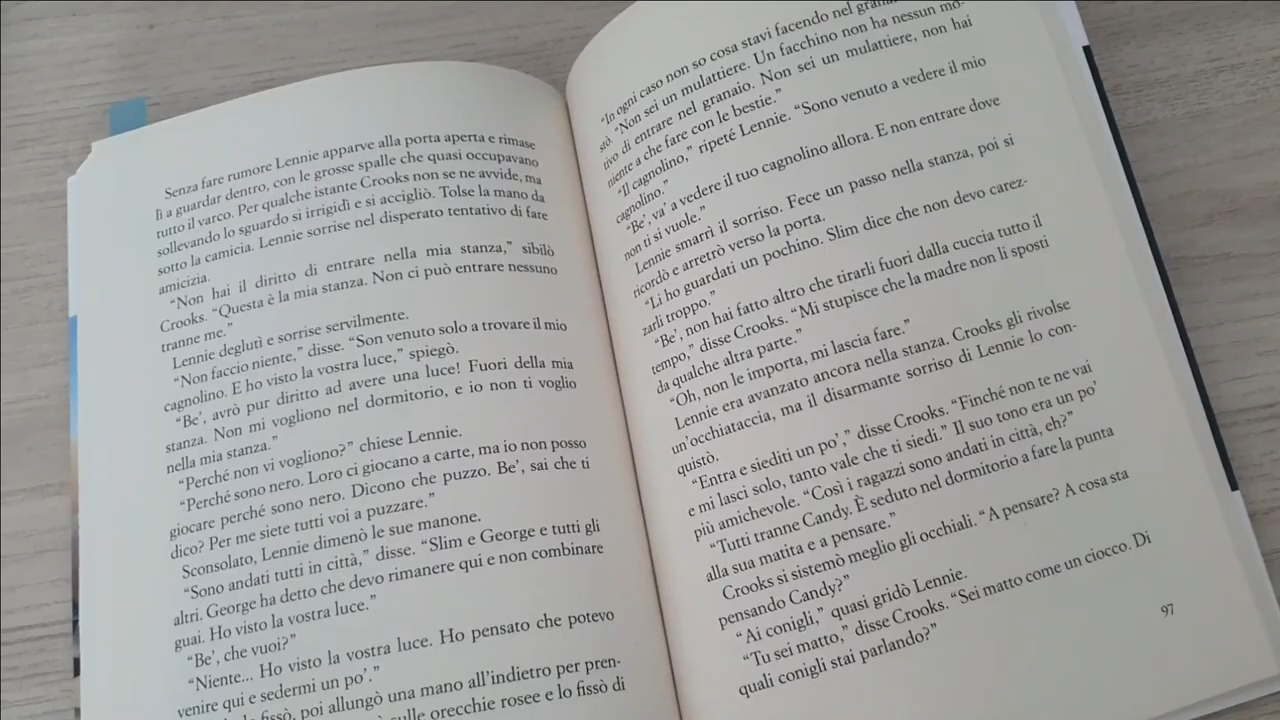 Senza fare rumore Lennie apparve alla porta aperta e rimase
lì a guardar dentro, con le grosse spalle che quasi occupavano
tutto il varco. Per qualche istante Crooks non se ne avvide, ma
sollevando lo sguardo si irrigidì e si accigliò. Tolse la mano da
sotto la camicia. Lennie sorrise nel disperato tentativo di fare
amicizia.
“Non hai il diritto di entrare nella mia stanza,” sibilò
Crooks. “Questa è la mia stanza. Non ci può entrare nessuno
tranne me.”
Lennie deglutì e sorrise servilmente.
“Non faccio niente,” disse. “Son venuto solo a trovare il mio
cagnolino. E ho visto la vostra luce,” spiegò.
“Be’, avrò pur diritto ad avere una luce! Fuori della mia
stanza. Non mi vogliono nel dormitorio, e io non ti voglio
nella mia stanza.”
“Perché non vi vogliono?” chiese Lennie.
“Perché sono nero. Loro ci giocano a carte, ma io non posso
giocare perché sono nero. Dicono che puzzo. Be’, sai che ti
dico? Per me siete tutti voi a puzzare.”
Sconsolato, Lennie dimenò le sue manone.
“Sono andati tutti in città,” disse. “Slim e George e tutti gli
altri. George ha detto che devo rimanere qui e non combinare
guai. Ho visto la vostra luce.”
“Be’, che vuoi?”
“Niente... Ho visto la vostra luce. Ho pensato che potevo
venire qui e sedermi un po’.”
fissò, poi allungò una mano all’indietro per pren-
sulle orecchie rosee e lo fissò di
“In ogni caso non so cosa stavi facendo nel
stò. “Non sei un mulattiere. Un facchino non ha nessun mo-
tivo di entrare nel granaio. Non sei un mulattiere, non hai
niente a che fare con le bestie.”
“Il cagnolino,” ripeté Lennie. “Sono venuto a vedere il mio
cagnolino.”
“Be’, va’ a vedere il tuo cagnolino allora. E non entrare dove
non ti si vuole.”
Lennie smarrì il sorriso. Fece un passo nella stanza, poi si
ricordò e arretrò verso la porta.
“Li ho guardati un pochino. Slim dice che non devo carez-
zarli troppo.”
“Be’, non hai fatto altro che tirarli fuori dalla cuccia tutto il
tempo,” disse Crooks. “Mi stupisce che la madre non li sposti
da qualche altra parte.”
“Oh, non le importa, mi lascia fare.”
Lennie era avanzato ancora nella stanza. Crooks gli rivolse
un’occhiataccia, ma il disarmante sorriso di Lennie lo con-
quistò.
“Entra e siediti un po’,” disse Crooks. “Finché non te ne vai
e mi lasci solo, tanto vale che ti siedi.” Il suo tono era un po’
più amichevole. “Così i ragazzi sono andati in città, eh?”
“Tutti tranne Candy. È seduto nel dormitorio a fare la punta
alla sua matita e a pensare.”
Crooks si sistemò meglio gli occhiali. “A pensare? A cosa sta
pensando Candy?”
“Ai conigli,” quasi gridò Lennie.
“Tu sei matto,” disse Crooks. “Sei matto come un ciocco. Di
quali conigli stai parlando?”
97